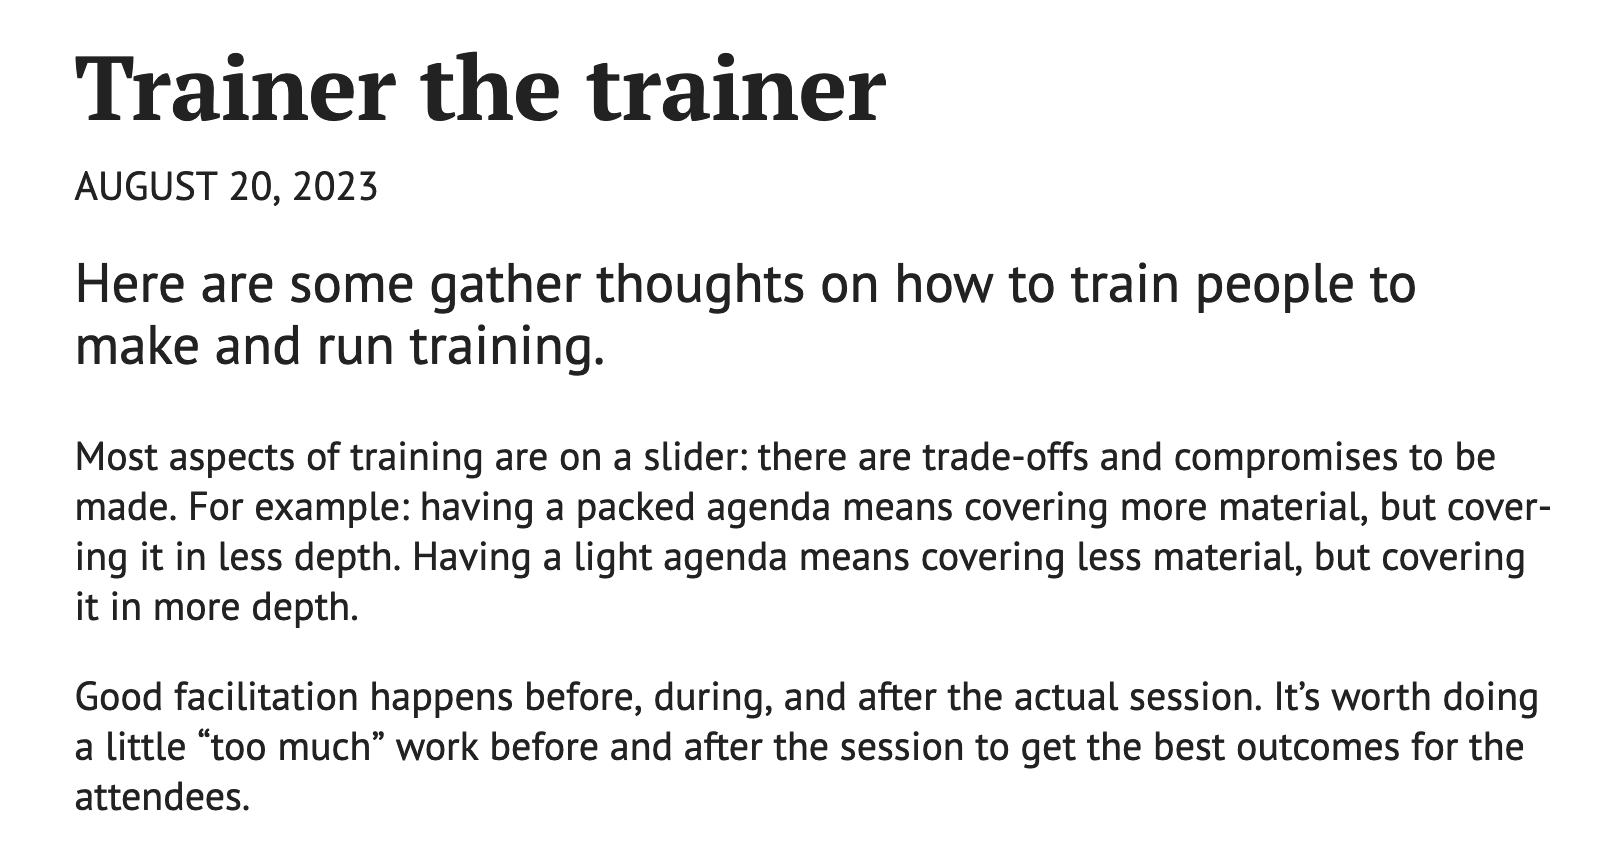 Trainer the trainer
AUGUST 20, 2023
Here are some gather thoughts on how to train people to
make and run training.
Most aspects of training are on a slider: there are trade-offs and compromises to be
made. For example: having a packed agenda means covering more material, but cover-
ing it in less depth. Having a light agenda means covering less material, but covering
it in more depth.
Good facilitation happens before, during, and after the actual session. It’s worth doing
a little “too much” work before and after the session to get the best outcomes for the
attendees.